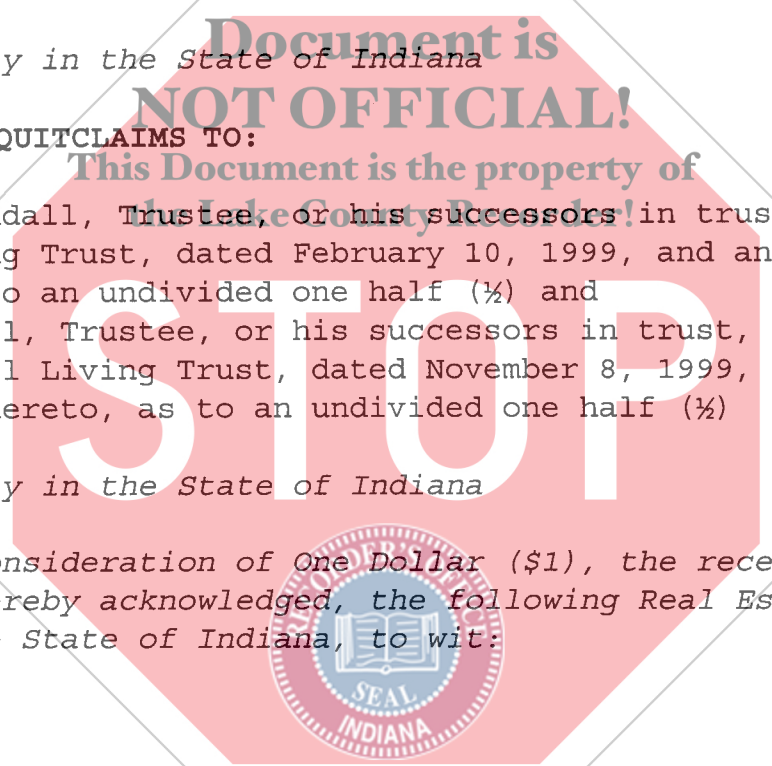 Document is
y in the State of Indiana
NOT OFFICIAL!
QUITCLAIMS TO:
This Document is the property of
the Lake County Recorder!
dall, Trustee, or his successors in trus
g Trust, dated February 10, 1999, and an
o an undivided one half (½) and
l, Trustee, or his successors in trust,
l Living Trust, dated November 8, 1999,
ereto, as to an undivided one half (½)
STOP
y in the State of Indiana
onsideration of One Dollar ($1), the rece
ereby acknowledged, the following Real Es
State of Indiana, to wit:
RECORDER'S OFFICE
SEAL
INDIANA